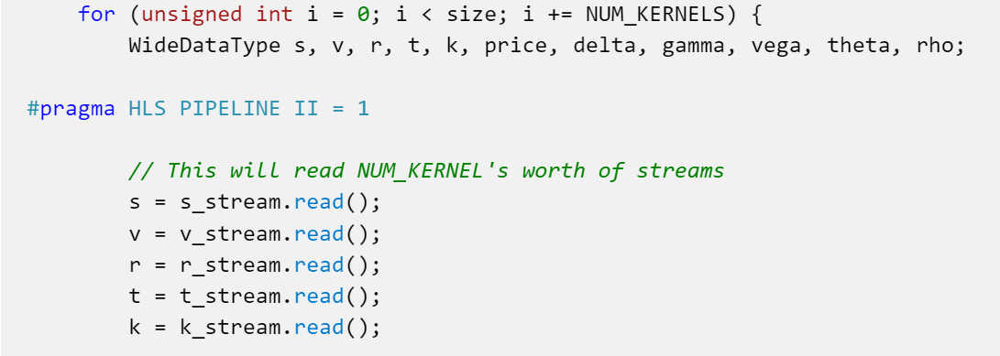 for (unsigned int i = 0; i < size; i += NUM_KERNELS) {
WideDataType s, v, r, t, k, price, delta, gamma, vega, theta, rho;
#pragma HLS PIPELINE II = 1
// This will read NUM_KERNEL's worth of streams
s = s_stream.read();
v = v_stream.read();
r = r_stream.read();
t = t_stream.read();
k = k_stream.read();